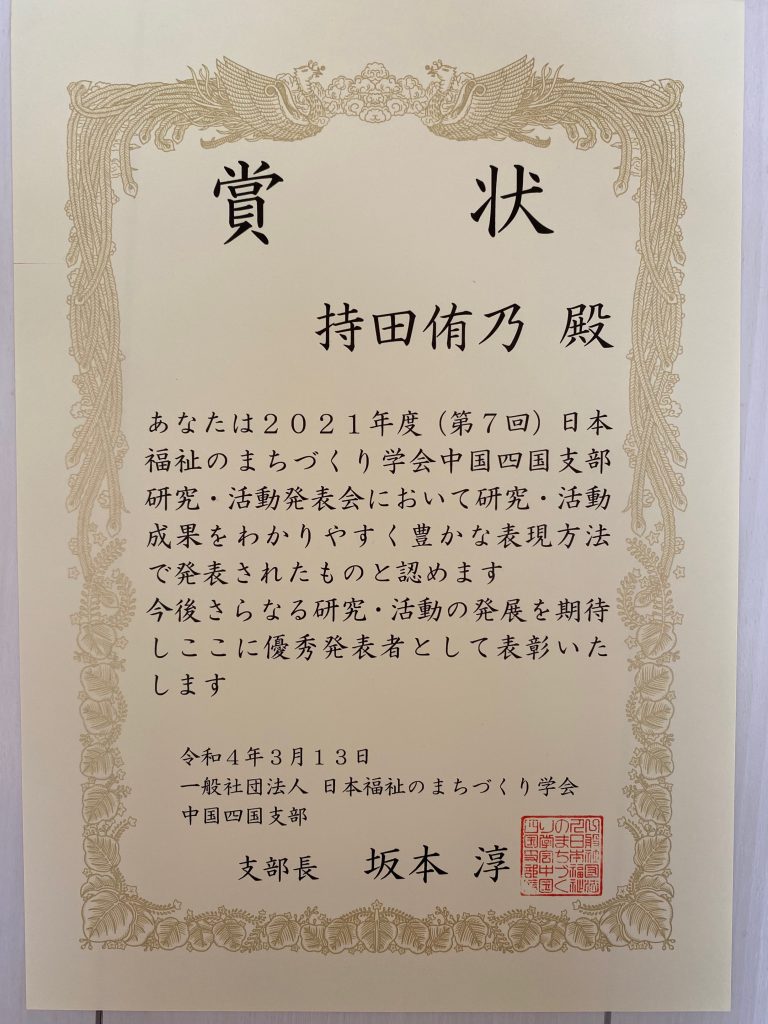 賞状
持田侑乃 殿
あなたは2021年度（第7回）日本
福祉のまちづくり学会中国四国支部
研究・活動発表会において研究・活動
成果をわかりやすく豊かな表現方法
で発表されたものと認めます
今後さらなる研究・活動の発展を期待
しここに優秀発表者として表彰いた
します
令和4年3月13日
一般社団法人 日本福祉のまちづくり学会
中国四国支部
支部長 坂本 淳